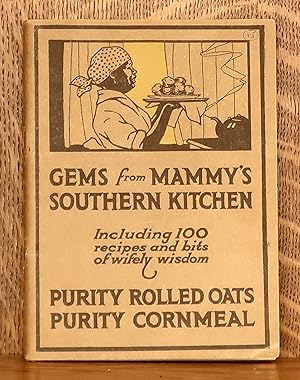 GEMS from MAMMY'S
SOUTHERN KITCHEN
Including 100
recipes and bits
of wifely wisdom
PURITY ROLLED OATS
PURITY CORNMEAL